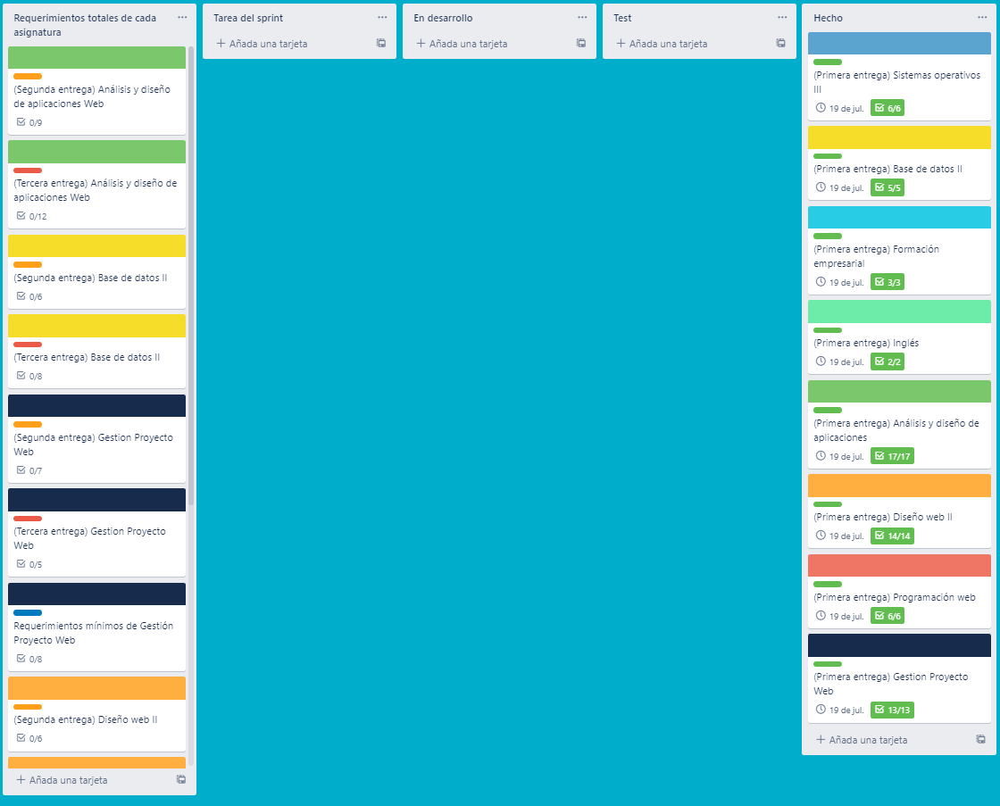 Requerimientos totales de cada
asignatura
(Segunda entrega) Análisis y diseño
de aplicaciones Web
0/9
(Tercera entrega) Análisis y diseño de
aplicaciones Web
0/12
(Segunda entrega) Base de datos II
0/6
(Tercera entrega) Base de datos II
0/8
(Segunda entrega) Gestion Proyecto
Web
0/7
(Tercera entrega) Gestion Proyecto
Web
0/5
Requerimientos mínimos de Gestión
Proyecto Web
0/8
(Segunda entrega) Diseño web II
0/6
Añada una tarjeta
Tarea del sprint
Añada una tarjeta
En desarrollo
Añada una tarjeta
Test
Añada una tarjeta
Hecho
(Primera entrega) Sistemas operativos
III
19 de jul. 6/6
(Primera entrega) Base de datos II
19 de jul. 5/5
(Primera entrega) Formación
empresarial
19 de jul. 3/3
(Primera entrega) Inglés
19 de jul. 2/2
(Primera entrega) Análisis y diseño de
aplicaciones
19 de jul. 17/17
(Primera entrega) Diseño web II
19 de jul. 14/14
(Primera entrega) Programación web
19 de jul. 6/6
(Primera entrega) Gestion Proyecto
Web
19 de jul. 13/13
Añada una tarjeta